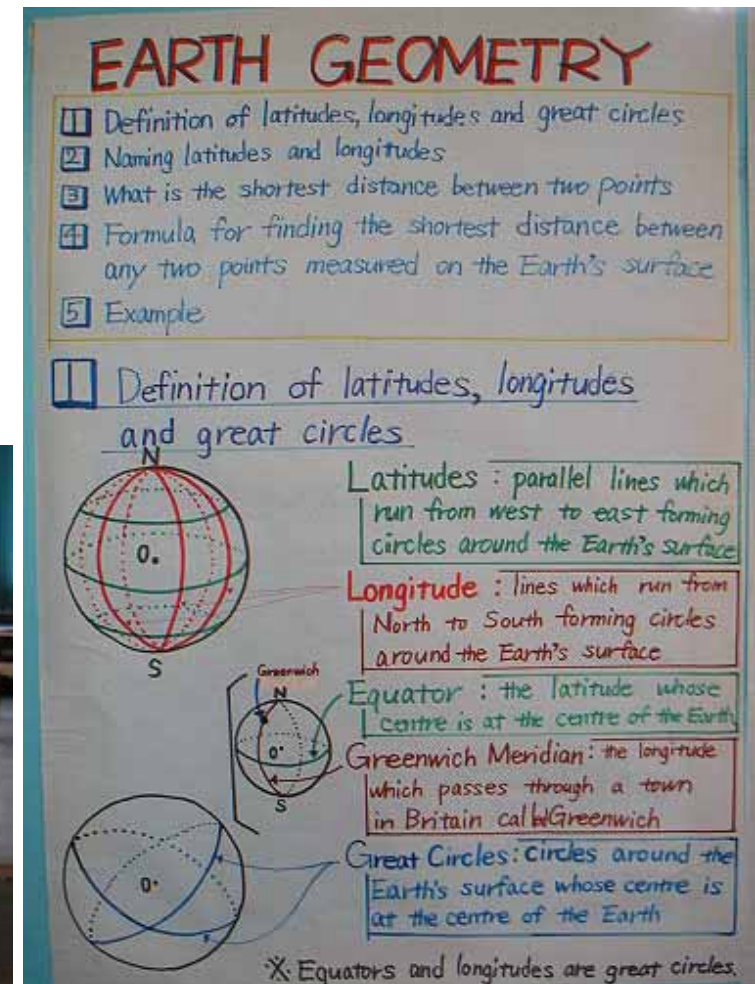 EARTH GEOMETRY
1 Definition of latitudes, longitudes and great circles
2 Naming latitudes and longitudes
3 What is the shortest distance between two points
4 Formula for finding the shortest distance between
any two points measured on the Earth's surface
5 Example
1 Definition of latitudes, longitudes
and great circles
N
O.
S
Latitudes : parallel lines which
run from west to east forming
circles around the Earth's surface
Longitude : lines which run from
North to South forming circles
around the Earth's surface
Greenwich
N
O
S
Equator : the latitude whose
centre is at the centre of the Earth
Greenwich Meridian : the longitude
which passes through a town
in Britain called Greenwich
O
Great Circles : Circles around the
Earth's surface whose centre is
at the centre of the Earth
※ Equators and longitudes are great circles.